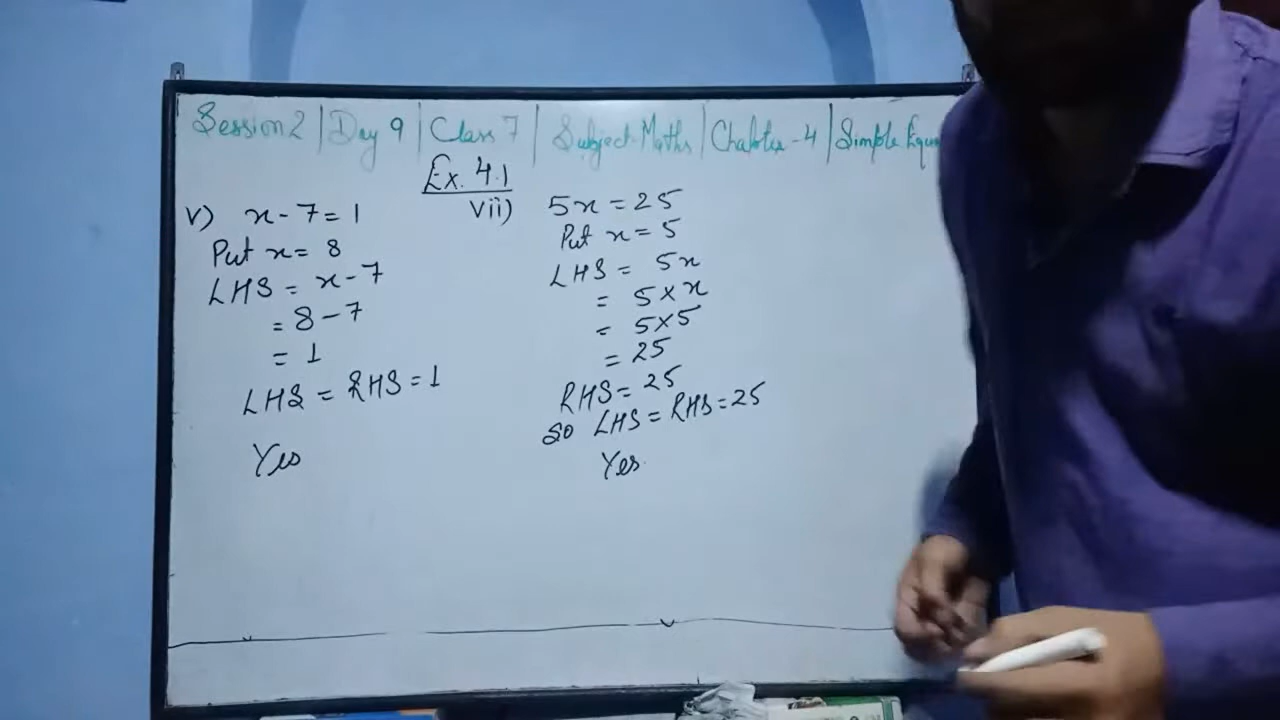 Session 2 | Day 9 | Class 7 | Subject-Maths | Chapter - 4 | Simple Equa
Ex. 4.1
v) x - 7 = 1
Put x = 8
LHS = x - 7
= 8 - 7
= 1
LHS = RHS = 1
Yes
vii) 5x = 25
Put x = 5
LHS = 5x
= 5 × x
= 5×5
= 25
RHS = 25
So LHS = RHS = 25
Yes.